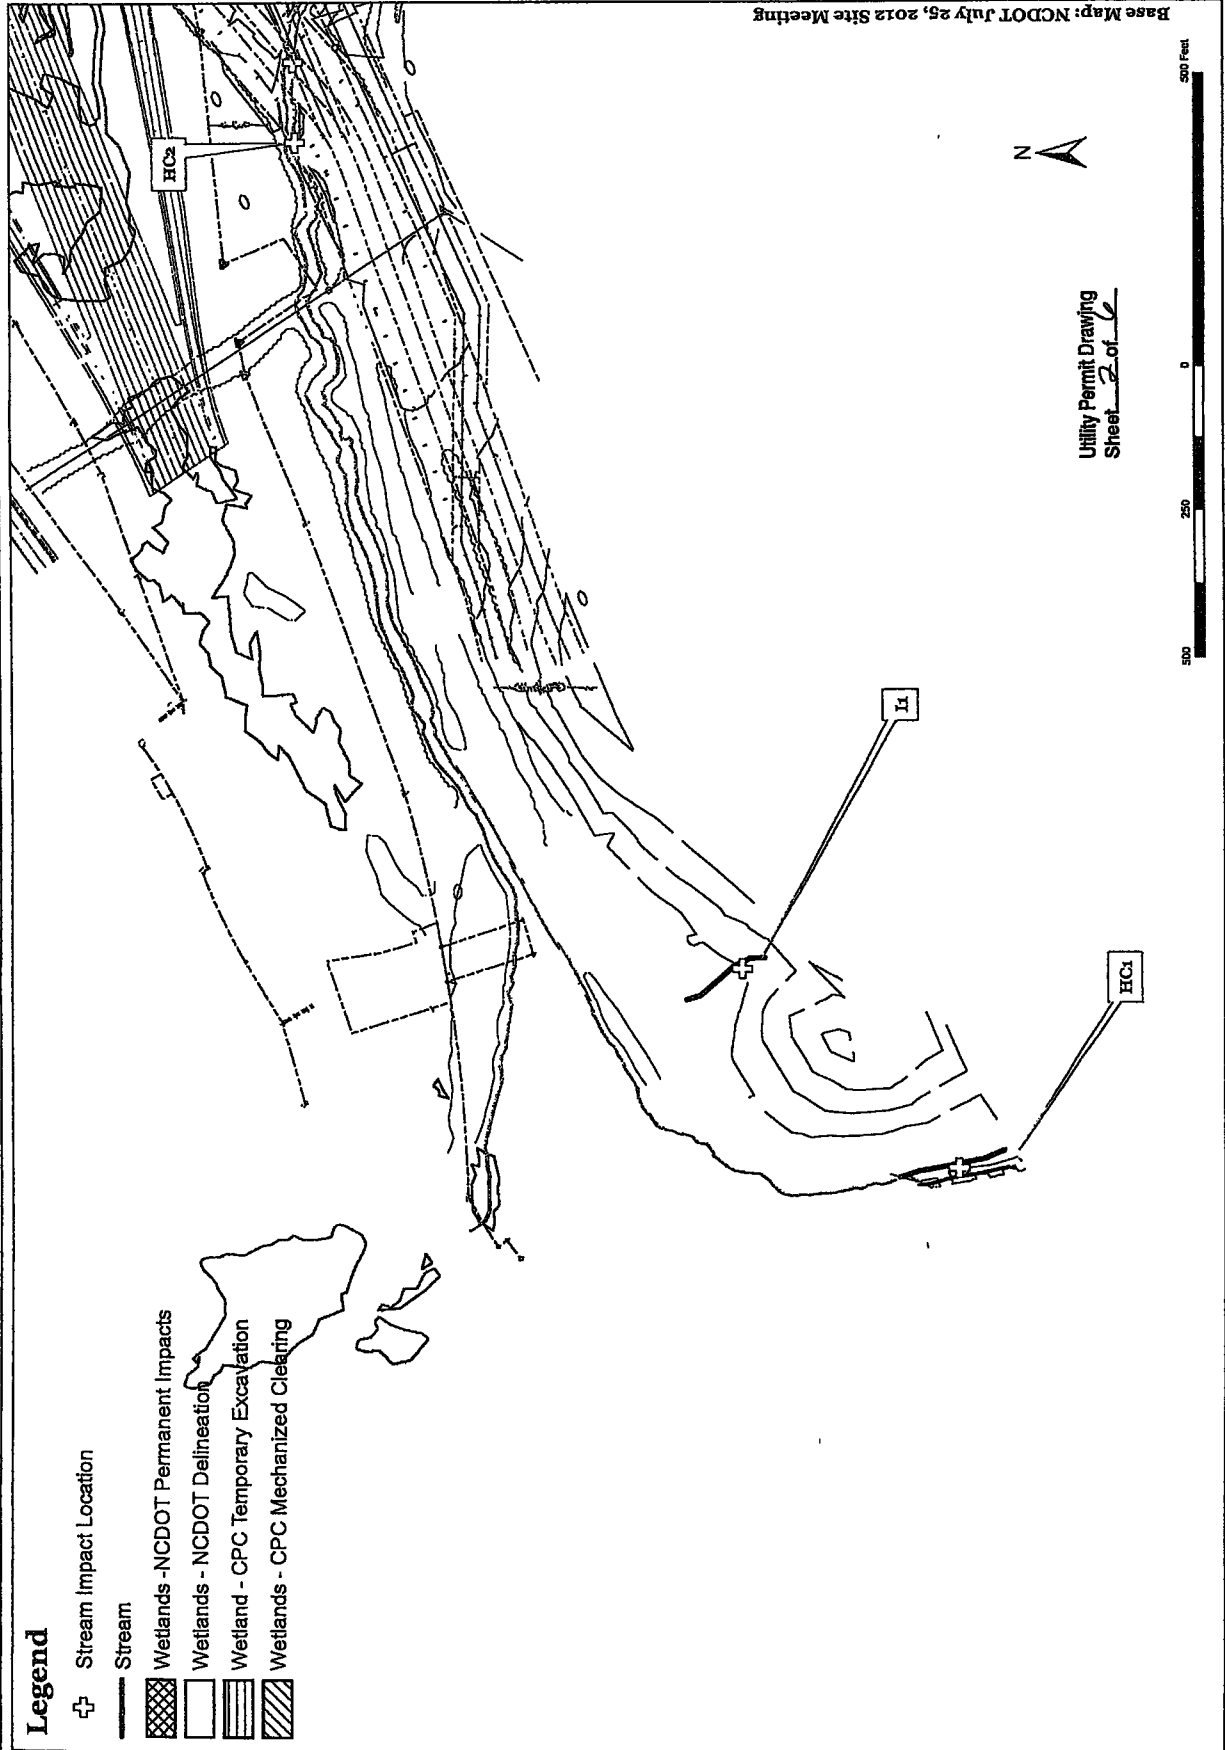 Legend
Stream Impact Location
Stream
Wetlands -NCDOT Permanent Impacts
Wetlands - NCDOT Delineation
Wetland - CPC Temporary Excavation
Wetlands - CPC Mechanized Clearing
HC2
I1
HC1
N
Utility Permit Drawing
Sheet 2 of 6
500 250 0 500 Feet
Base Map: NCDOT July 25, 2012 Site Meeting